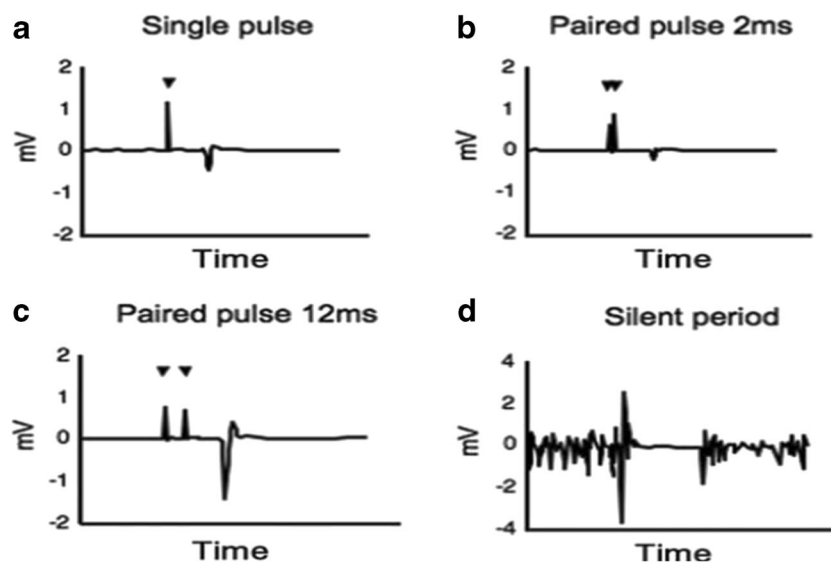 a Single pulse
2
1
0
-1
-2
mV
Time
b Paired pulse 2ms
2
1
0
-1
-2
mV
Time
c Paired pulse 12ms
2
1
0
-1
-2
mV
Time
d Silent period
4
2
0
-2
-4
mV
Time